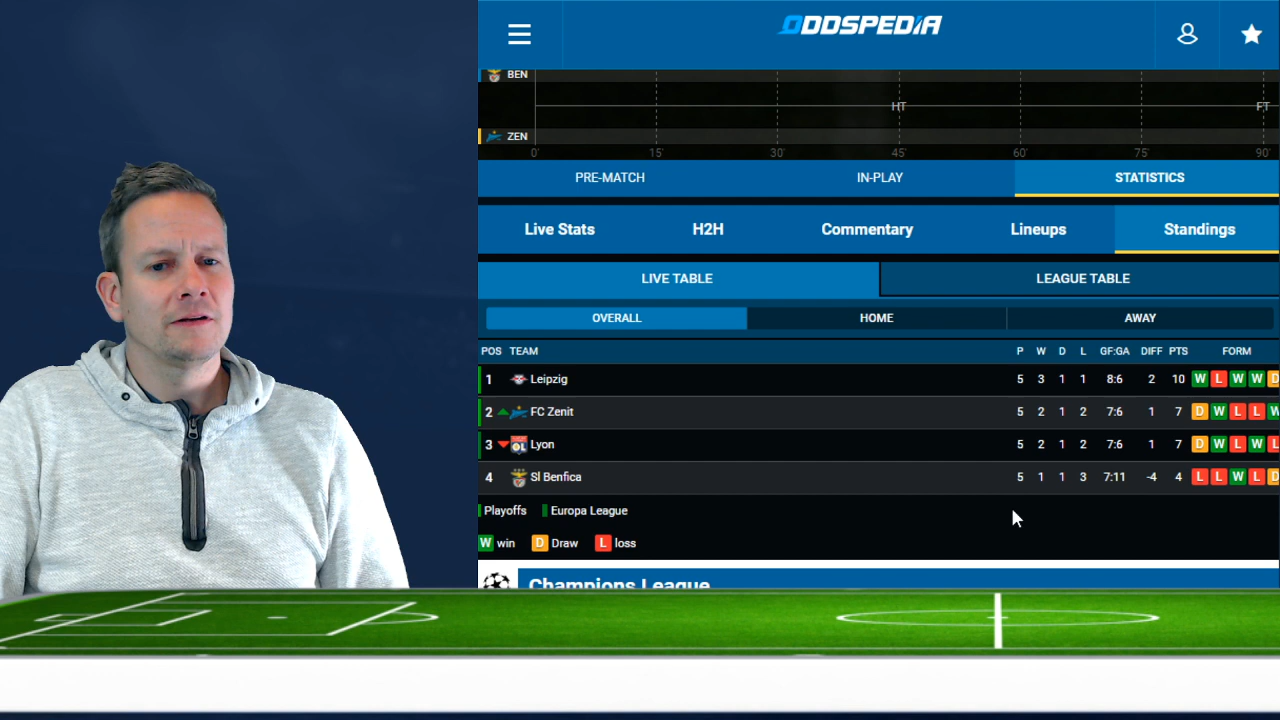 ODDSPEDIA
BEN
HT FT
ZEN
0' 15' 30' 45' 60' 75' 90'
PRE-MATCH IN-PLAY STATISTICS
Live Stats H2H Commentary Lineups Standings
LIVE TABLE LEAGUE TABLE
OVERALL HOME AWAY
POS TEAM P W D L GF:GA DIFF PTS FORM
1 Leipzig 5 3 1 1 8:6 2 10 W L W W D
2 FC Zenit 5 2 1 2 7:6 1 7 D W L L W
3 OL Lyon 5 2 1 2 7:6 1 7 D W L W L
4 Sl Benfica 5 1 1 3 7:11 -4 4 L L W L D
Playoffs Europa League
W win D Draw L loss
Champions League